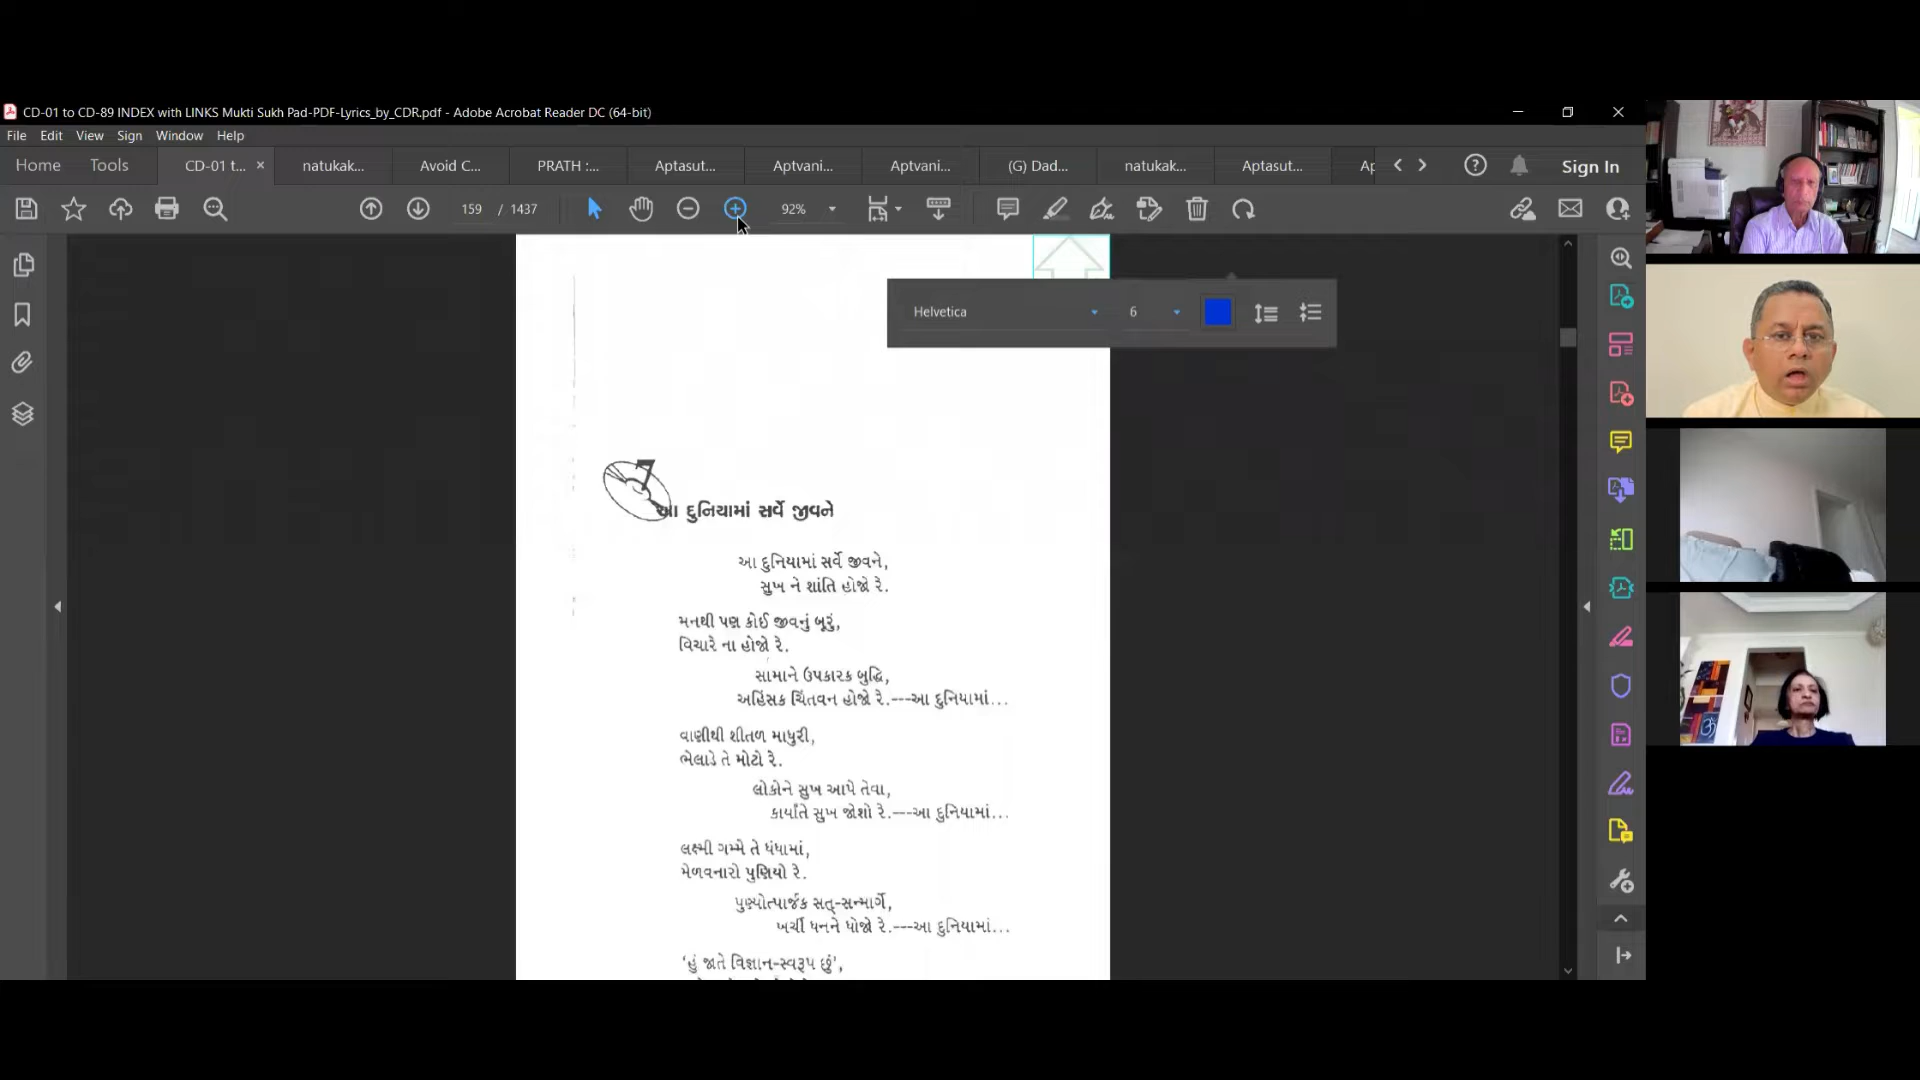 CD-01 to CD-89 INDEX with LINKS Mukti Sukh Pad-PDF-Lyrics_by_CDR.pdf - Adobe Acrobat Reader DC (64-bit)
File Edit View Sign Window Help
Home Tools CD-01 t... natukak... Avoid C... PRATH :... Aptasut... Aptvani... Aptvani... (G) Dad... natukak... Aptasut... Ap Sign In
159 / 1437 92%
Helvetica 6
આ દુનિયામાં સર્વે જીવને
આ દુનિયામાં સર્વે જીવને,
સુખ ને શાંતિ હોજો રે.
મનથી પણ કોઈ જીવનું બૂરું,
વિચારે ના હોજો રે.
સામાને ઉપકારક બુદ્ધિ,
અહિંસક ચિંતવન હોજો રે.---આ દુનિયામાં...
વાણીથી શીતળ માધુરી,
ભેલાડે તે મોટો રે.
લોકોને સુખ આપે તેવા,
કાર્યાંતે સુખ જોશો રે.---આ દુનિયામાં...
લક્ષ્મી ગમ્મે તે ધંધામાં,
મેળવનારો પુણિયો રે.
પુણ્યોત્પાર્જક સત્-સન્માર્ગે,
ખર્ચી ધનને ધોજો રે.---આ દુનિયામાં...
‘હું જાતે વિજ્ઞાન-સ્વરૂપ છું’,